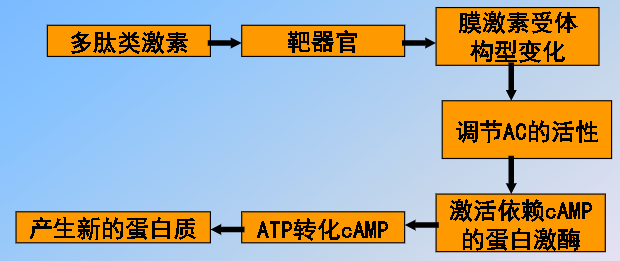 多肽类激素
靶器官
膜激素受体
构型变化
调节AC的活性
激活依赖cAMP
的蛋白激酶
ATP转化cAMP
产生新的蛋白质